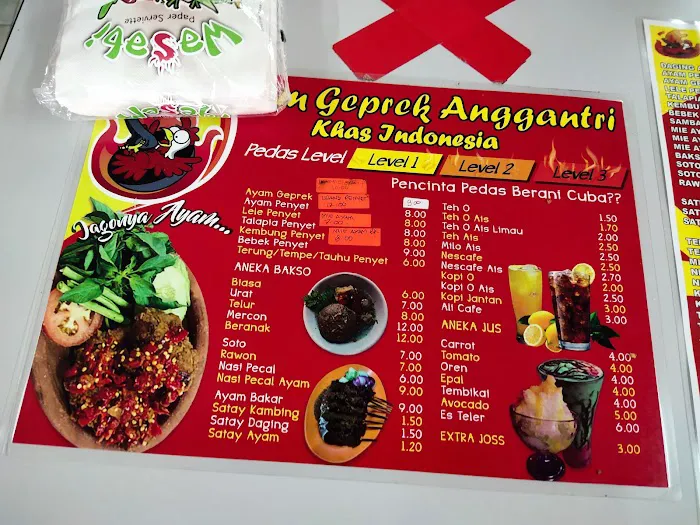 Wasabi
Paper Serviette
Geprek Anggantri
Khas Indonesia
Pedas Level Level 1 Level 2 Level 3
Pencinta Pedas Berani Cuba??
Jagonya Ayam...
Ayam Geprek
Ayam Penyet
Lele Penyet 8.00
Talapia Penyet 8.00
Kembung Penyet 8.00
Bebek Penyet 9.00
Terung/Tempe/Tauhu Penyet 6.00
ANEKA BAKSO
Biasa 6.00
Urat 7.00
Telur 8.00
Mercon 12.00
Beranak 12.00
Soto 7.00
Rawon 7.00
Nasi Pecal 6.00
Nasi Pecal Ayam 9.00
Ayam Bakar 9.00
Satay Kambing 1.50
Satay Daging 1.50
Satay Ayam 1.20
Teh O 1.50
Teh O Ais 1.70
Teh O Ais Limau 2.00
Teh Ais 2.50
Milo Ais 2.50
Nescafe 2.50
Nescafe Ais 2.70
Kopi O 2.00
Kopi O Ais 2.50
Kopi Jantan 3.00
Ali Cafe 3.00
ANEKA JUS
Carrot 4.00
Tomato 4.00
Oren 4.00
Epal 4.00
Tembikai 4.00
Avocado 5.00
Es Teler 6.00
EXTRA JOSS 3.00